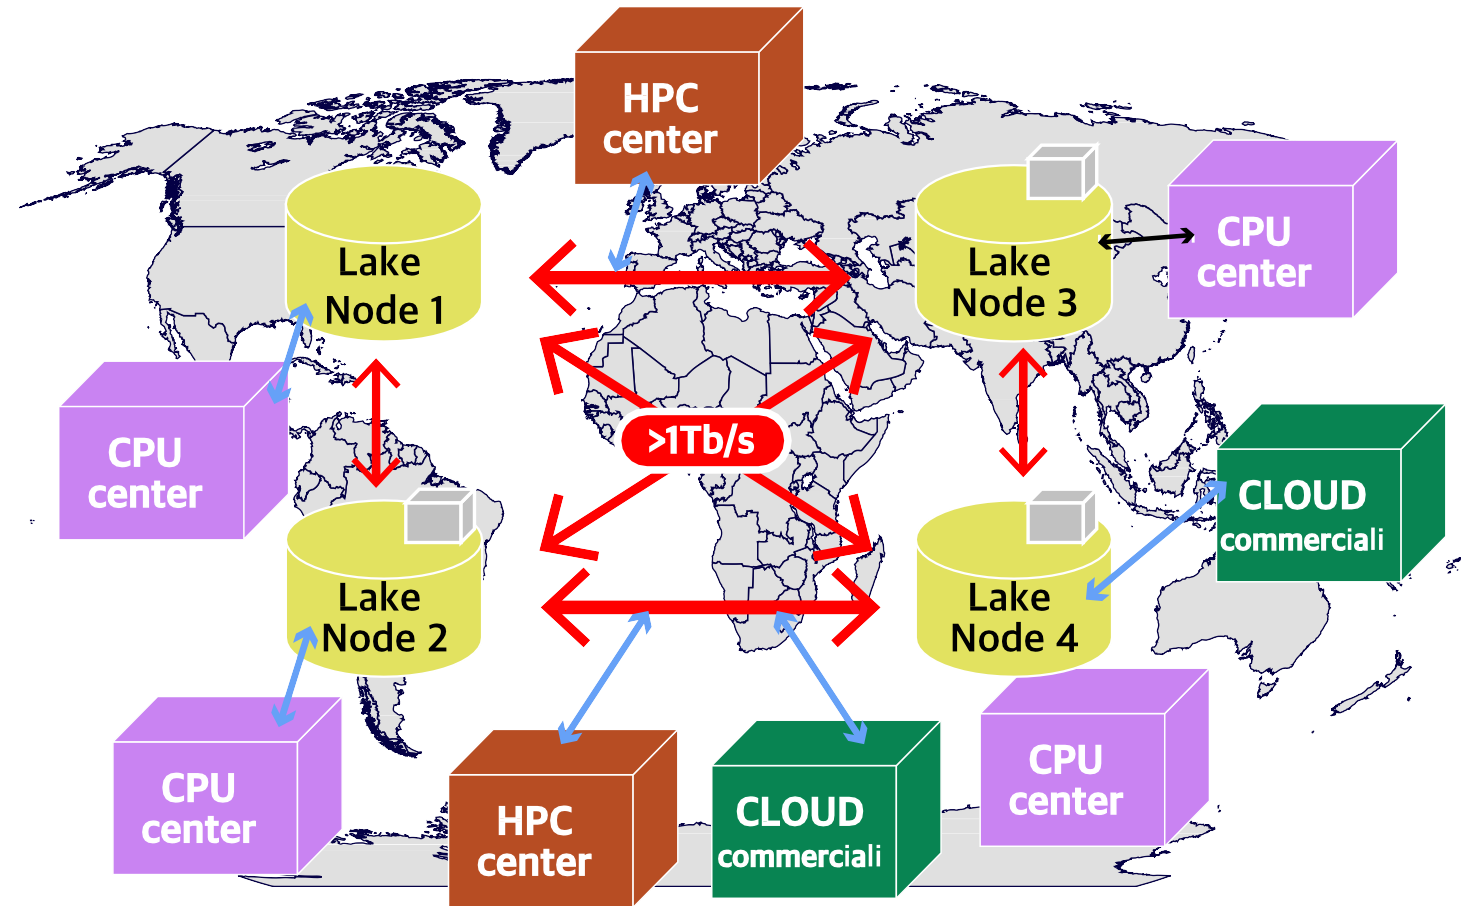 HPC
center
Lake
Node 1
Lake
Node 3
CPU
center
>1Tb/s
CPU
center
CLOUD
commerciali
Lake
Node 2
Lake
Node 4
CPU
center
HPC
center
CLOUD
commerciali
CPU
center